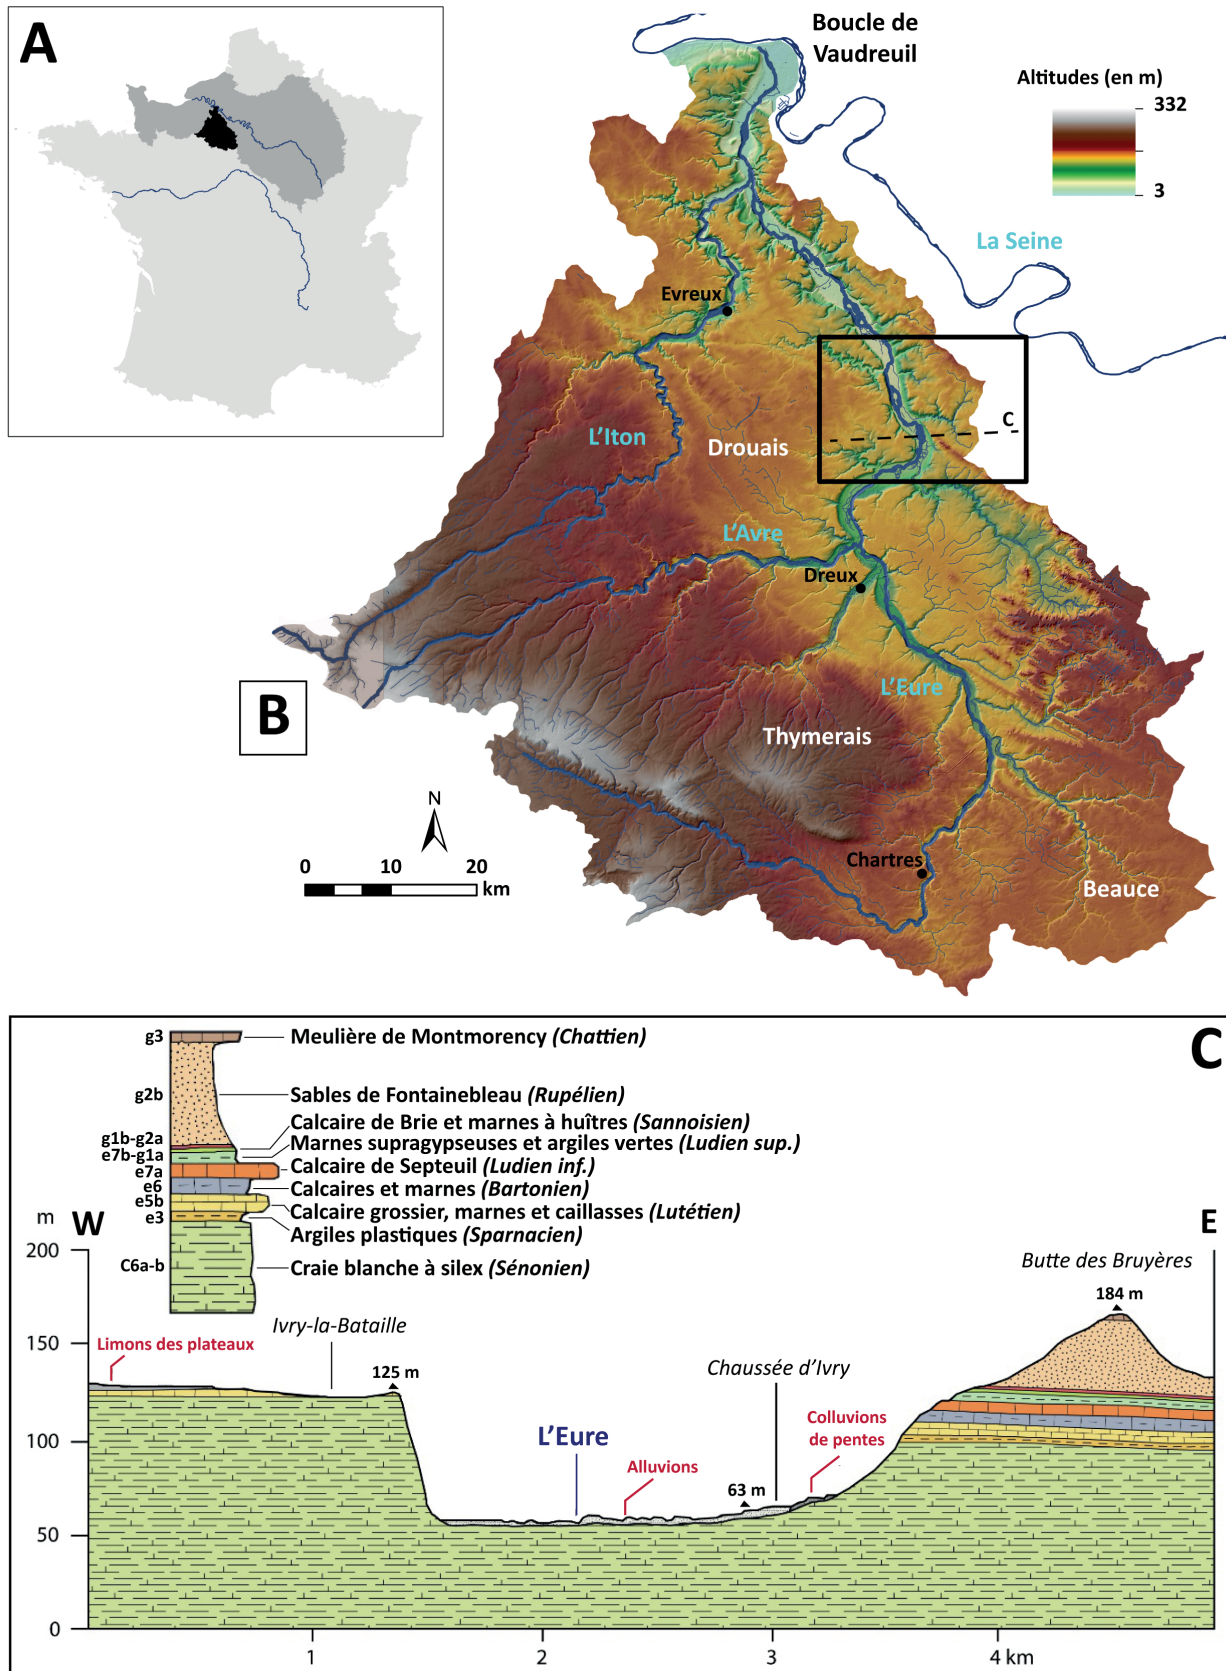 A
Boucle de
Vaudreuil
Altitudes (en m)
332
3
La Seine
Evreux
C
L'Iton
Drouais
L'Avre
Dreux
L'Eure
B
Thymerais
N
Chartres
0 10 20
km
Beauce
C
g3 Meulière de Montmorency (Chattien)
g2b Sables de Fontainebleau (Rupélien)
g1b-g2a Calcaire de Brie et marnes à huîtres (Sannoisien)
e7b-g1a Marnes supragypseuses et argiles vertes (Ludien sup.)
e7a Calcaire de Septeuil (Ludien inf.)
e6 Calcaires et marnes (Bartonien)
e5b Calcaire grossier, marnes et caillasses (Lutétien)
e3 Argiles plastiques (Sparnacien)
C6a-b Craie blanche à silex (Sénonien)
m W E
200
Butte des Bruyères
184 m
Ivry-la-Bataille
150
Limons des plateaux
125 m
Chaussée d'Ivry
Colluvions
de pentes
100
L'Eure
Alluvions
63 m
50
0
1 2 3 4 km